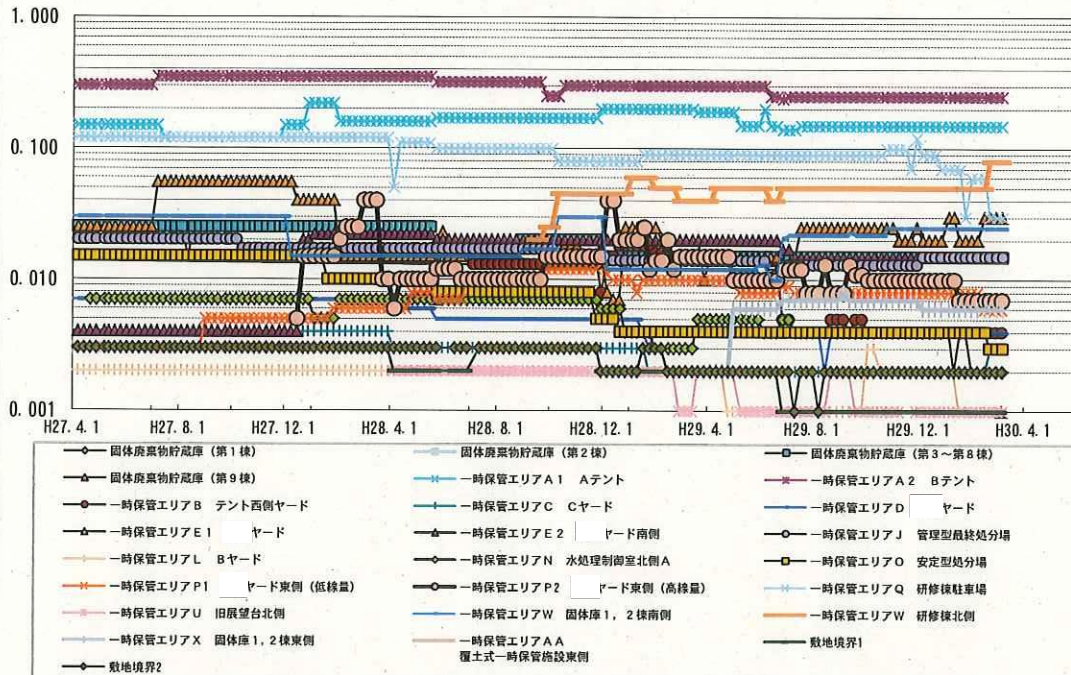 1.000
0.100
0.010
0.001
H27. 4. 1 H27. 8. 1 H27. 12. 1 H28. 4. 1 H28. 8. 1 H28. 12. 1 H29. 4. 1 H29. 8. 1 H29. 12. 1 H30. 4. 1
固体廃棄物貯蔵庫 (第1棟) 固体廃棄物貯蔵庫 (第2棟) 固体廃棄物貯蔵庫 (第3〜第8棟)
固体廃棄物貯蔵庫 (第9棟) 一時保管エリアA1 Aテント 一時保管エリアA2 Bテント
一時保管エリアB テント西側ヤード 一時保管エリアC Cヤード 一時保管エリアD ヤード
一時保管エリアE1 ヤード 一時保管エリアE2 ヤード南側 一時保管エリアJ 管理型最終処分場
一時保管エリアL Bヤード 一時保管エリアN 水処理制御室北側A 一時保管エリアO 安定型処分場
一時保管エリアP1 ヤード東側 (低線量) 一時保管エリアP2 ヤード東側 (高線量) 一時保管エリアQ 研修棟駐車場
一時保管エリアU 旧展望台北側 一時保管エリアW 固体庫1, 2棟南側 一時保管エリアW 研修棟北側
一時保管エリアX 固体庫1, 2棟東側 一時保管エリアAA 敷地境界1
覆土式一時保管施設東側
敷地境界2